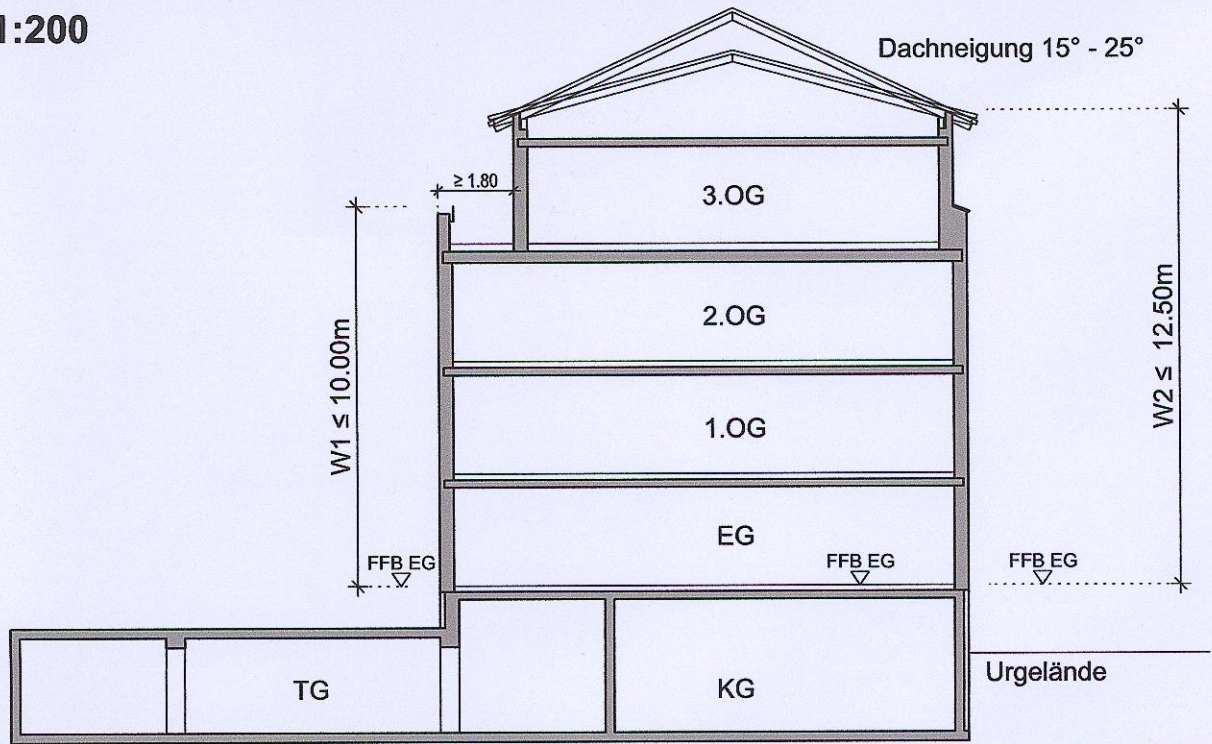 1:200
Dachneigung 15° - 25°
≥ 1.80
3.OG
W1 ≤ 10.00m
2.OG
W2 ≤ 12.50m
1.OG
EG
FFB EG
FFB EG
FFB EG
TG
KG
Urgelände